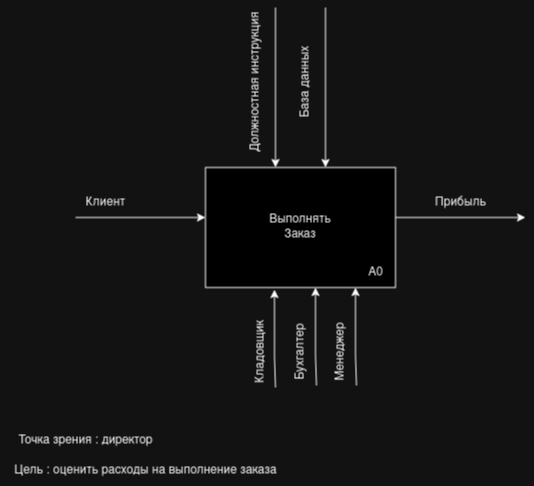 Должностная инструкция
База данных
Клиент
Прибыль
Выполнять
Заказ
A0
Кладовщик
Бухгалтер
Менеджер
Точка зрения : директор
Цель : оценить расходы на выполнение заказа